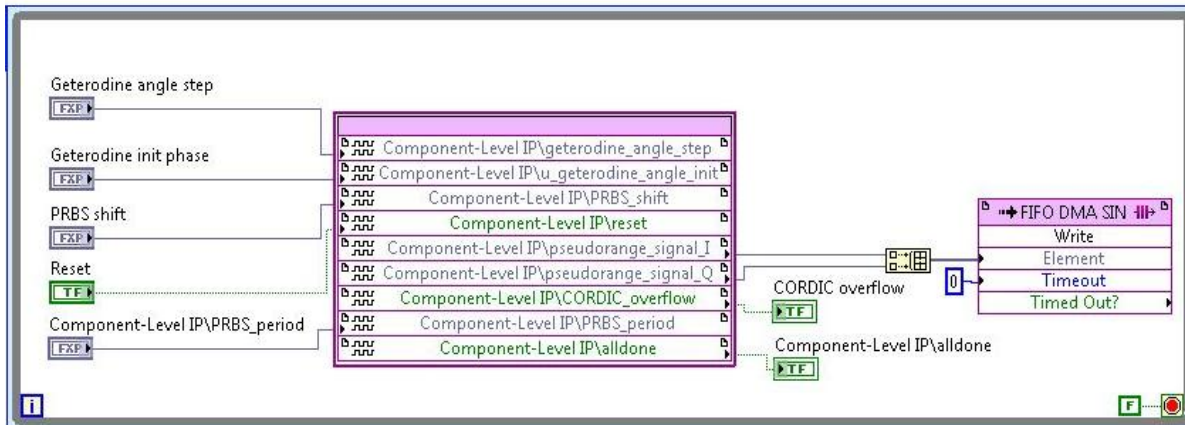 Geterodine angle step
FXP
Geterodine init phase
FXP
PRBS shift
FXP
Reset
TF
Component-Level IP\PRBS_period
FXP
Component-Level IP\geterodine_angle_step
Component-Level IP\u_geterodine_angle_init
Component-Level IP\PRBS_shift
Component-Level IP\reset
Component-Level IP\pseudorange_signal_I
Component-Level IP\pseudorange_signal_Q
Component-Level IP\CORDIC_overflow
Component-Level IP\PRBS_period
Component-Level IP\alldone
CORDIC overflow
TF
Component-Level IP\alldone
TF
FIFO DMA SIN
Write
Element
0
Timeout
Timed Out?
i
F